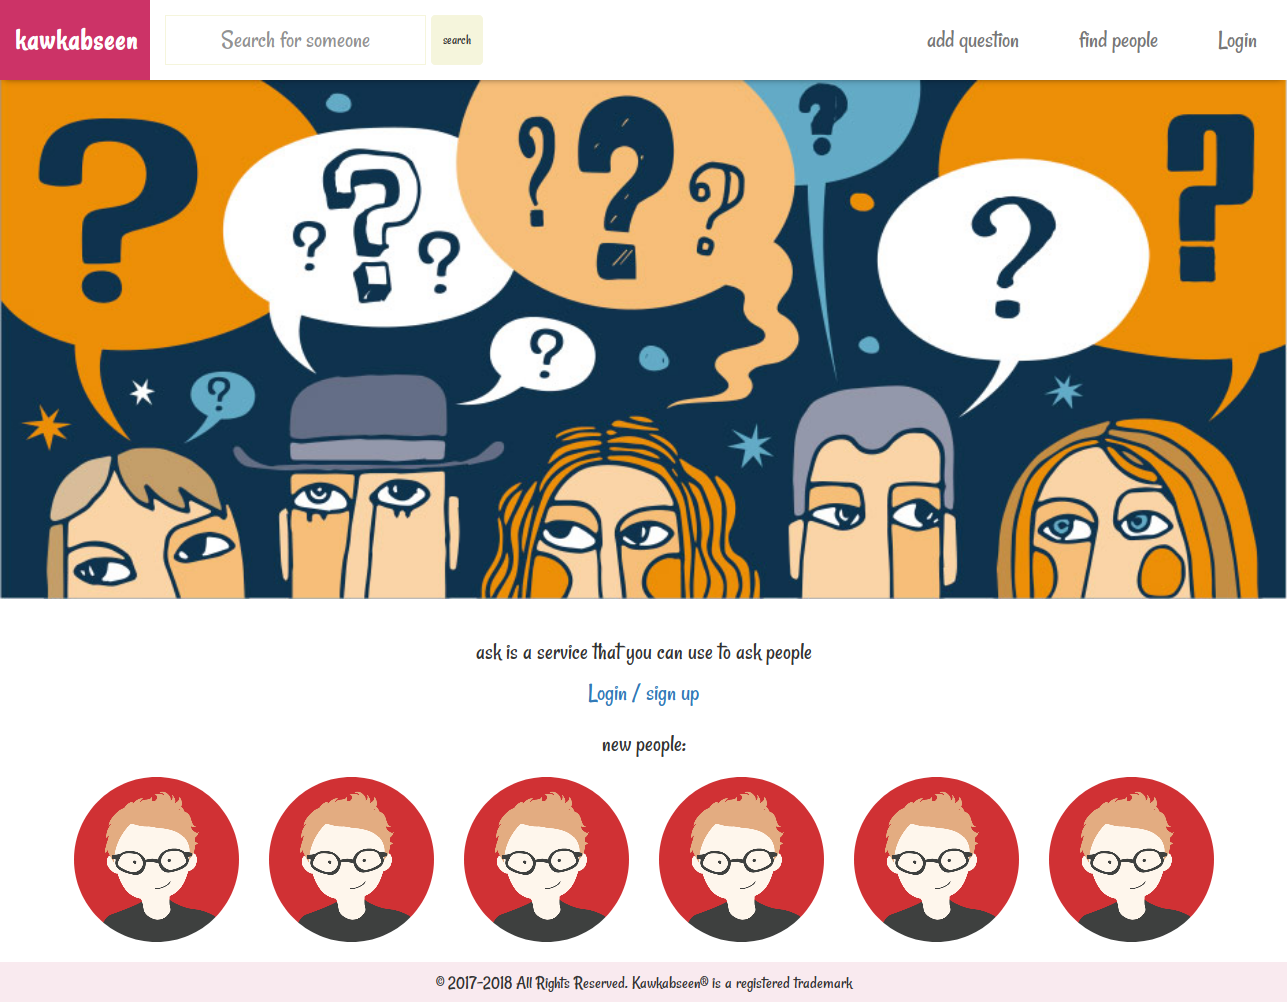 kawkabseen
Search for someone
search
add question
find people
Login
? ? ? ? ? ? ? ? ? ? ? ?
ask is a service that you can use to ask people
Login / sign up
new people:
© 2017-2018 All Rights Reserved. Kawkabseen® is a registered trademark